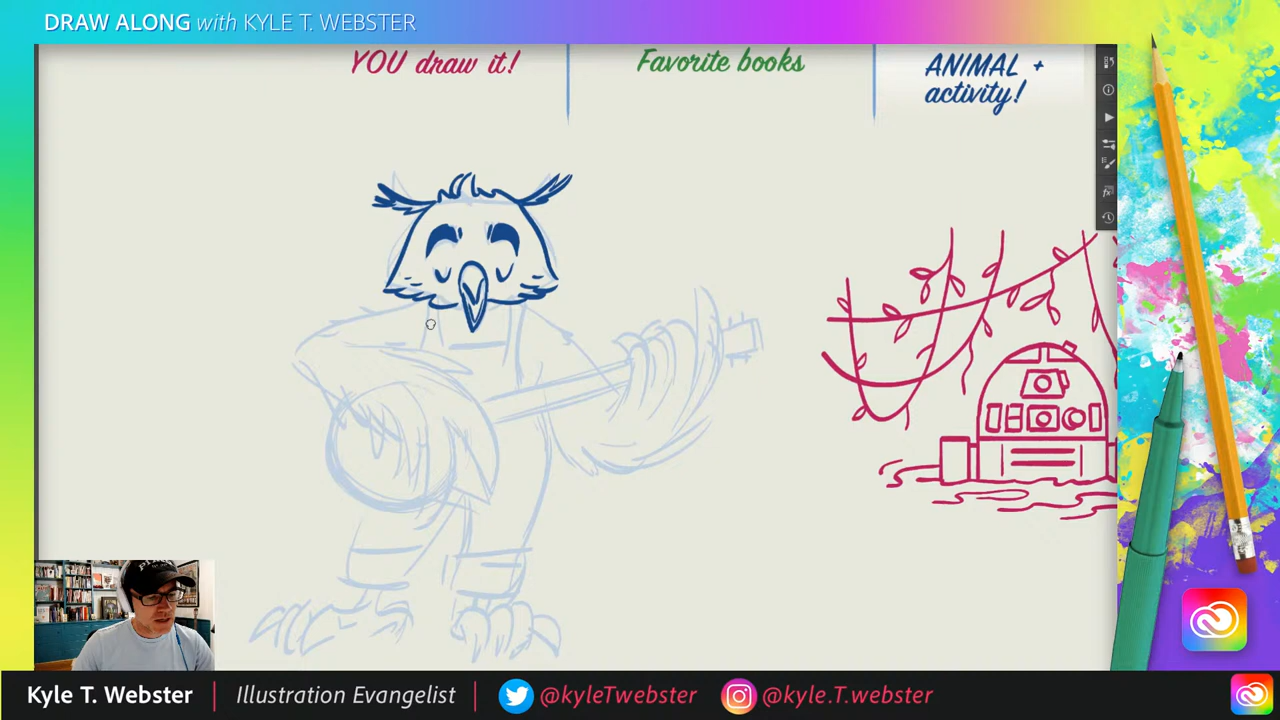 DRAW ALONG with KYLE T. WEBSTER
YOU draw it!
Favorite books
ANIMAL +
activity!
Kyle T. Webster
Illustration Evangelist
@kyleTwebster
@kyle.T.webster